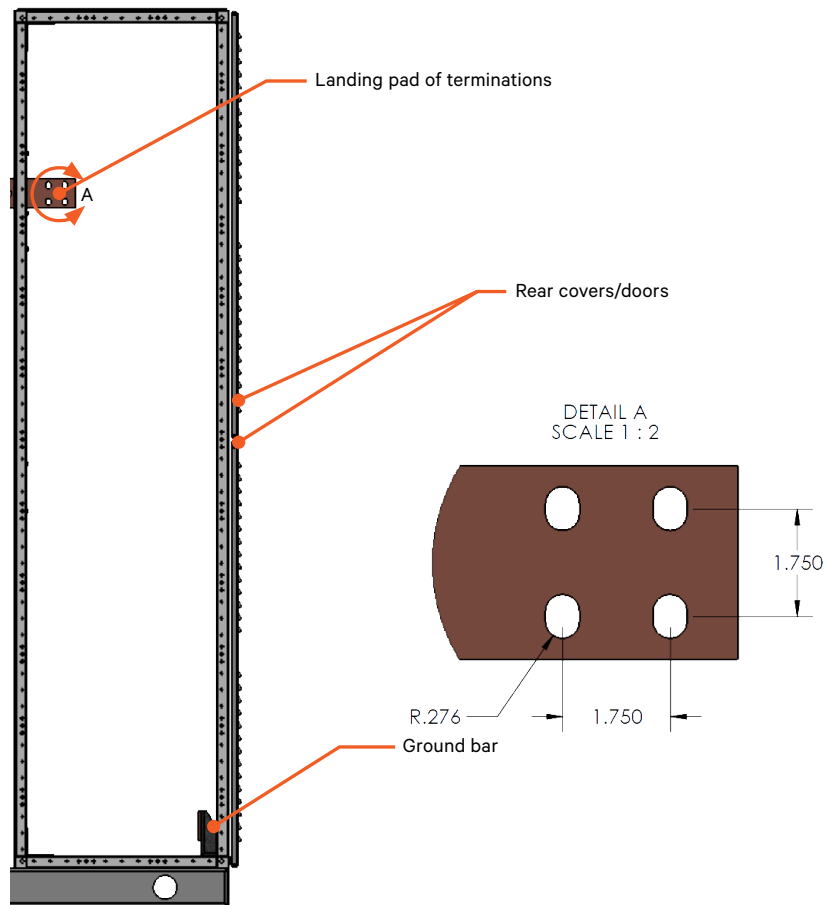 Landing pad of terminations
A
Rear covers/doors
DETAIL A
SCALE 1 : 2
1.750
R.276
1.750
Ground bar